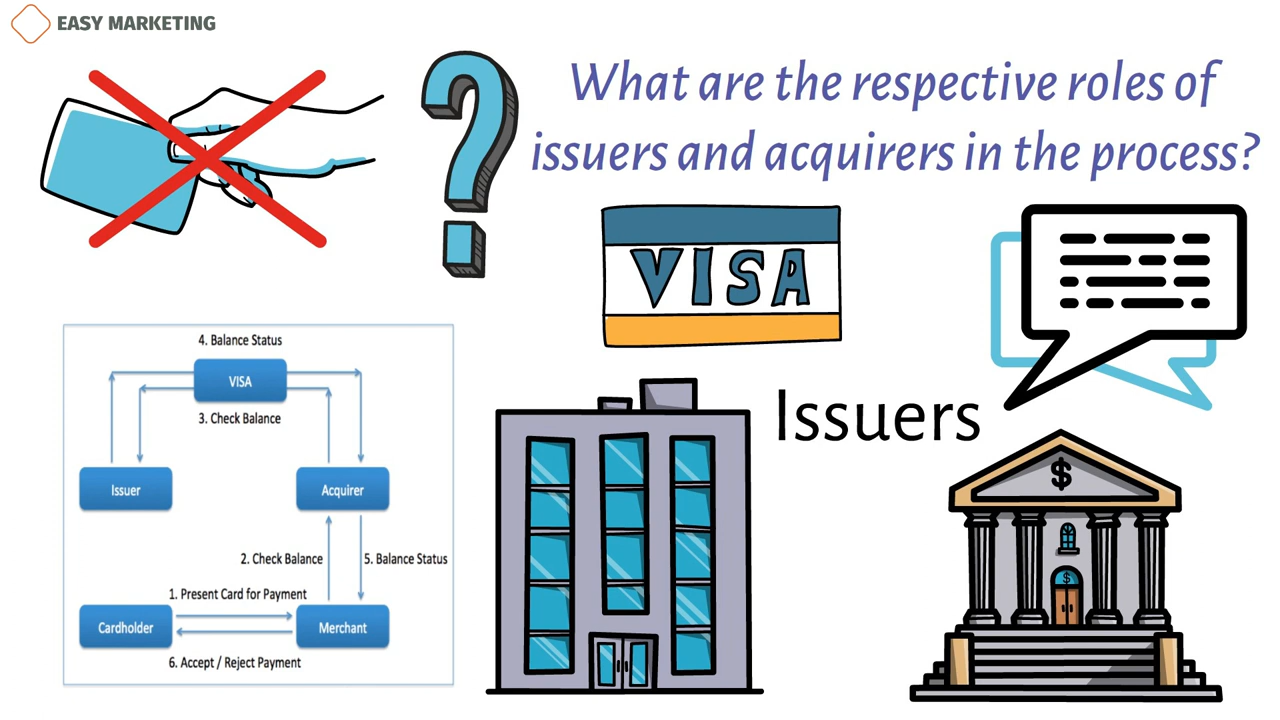 EASY MARKETING
What are the respective roles of
issuers and acquirers in the process?
VISA
Issuers
$
$
4. Balance Status
VISA
3. Check Balance
Issuer
Acquirer
2. Check Balance
5. Balance Status
1. Present Card for Payment
Cardholder
Merchant
6. Accept / Reject Payment